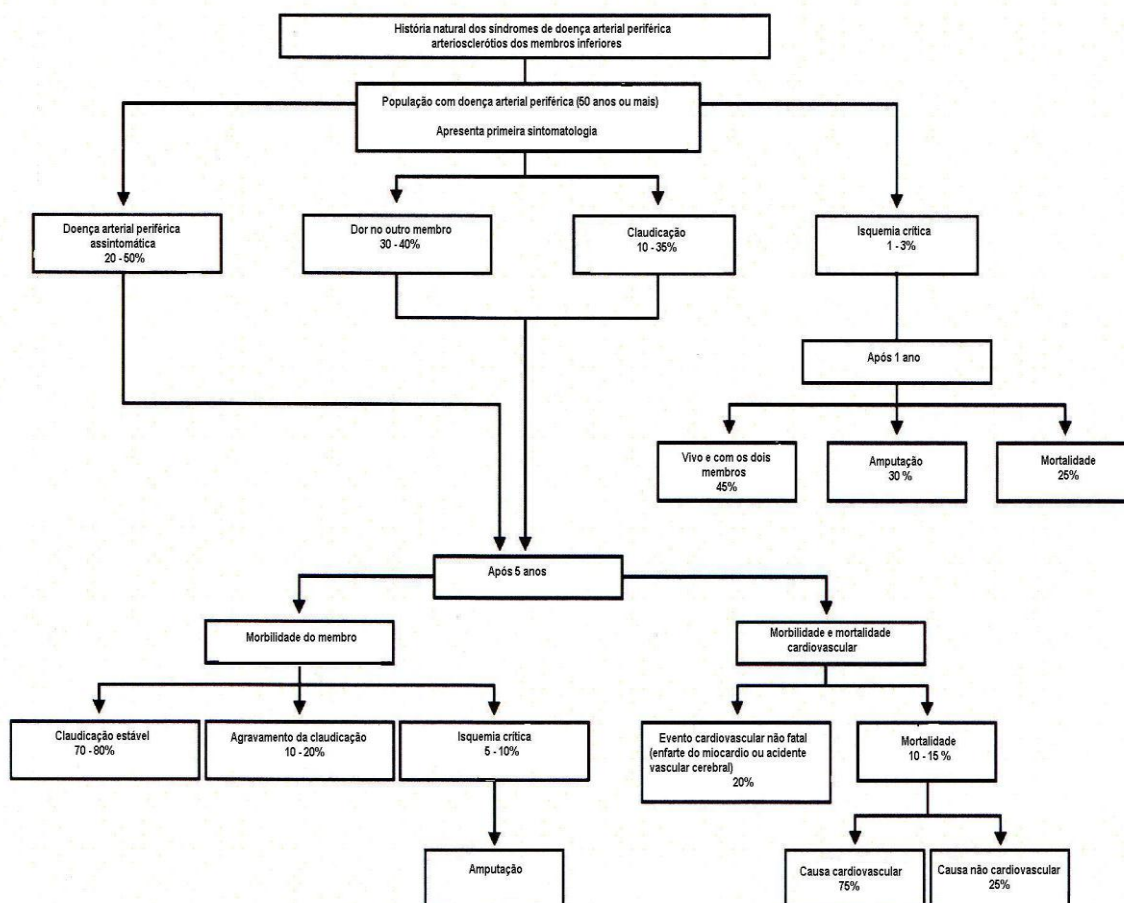 História natural dos síndromes de doença arterial periférica
arteriosclerótios dos membros inferiores
População com doença arterial periférica (50 anos ou mais)
Apresenta primeira sintomatologia
Doença arterial periférica
assintomática
20 - 50%
Dor no outro membro
30 - 40%
Claudicação
10 - 35%
Isquemia crítica
1 - 3%
Após 1 ano
Vivo e com os dois
membros
45%
Amputação
30 %
Mortalidade
25%
Após 5 anos
Morbilidade do membro
Morbilidade e mortalidade
cardiovascular
Claudicação estável
70 - 80%
Agravamento da claudicação
10 - 20%
Isquemia crítica
5 - 10%
Evento cardiovascular não fatal
(enfarte do miocardio ou acidente
vascular cerebral)
20%
Mortalidade
10 - 15 %
Amputação
Causa cardiovascular
75%
Causa não cardiovascular
25%